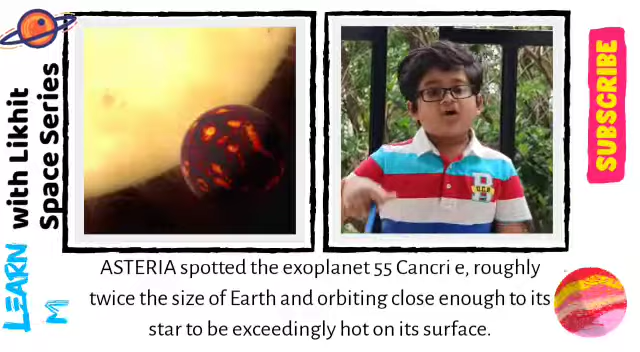 LEARN
with Likhit
Space Series
M
SUBSCRIBE
ASTERIA spotted the exoplanet 55 Cancri e, roughly
twice the size of Earth and orbiting close enough to its
star to be exceedingly hot on its surface.